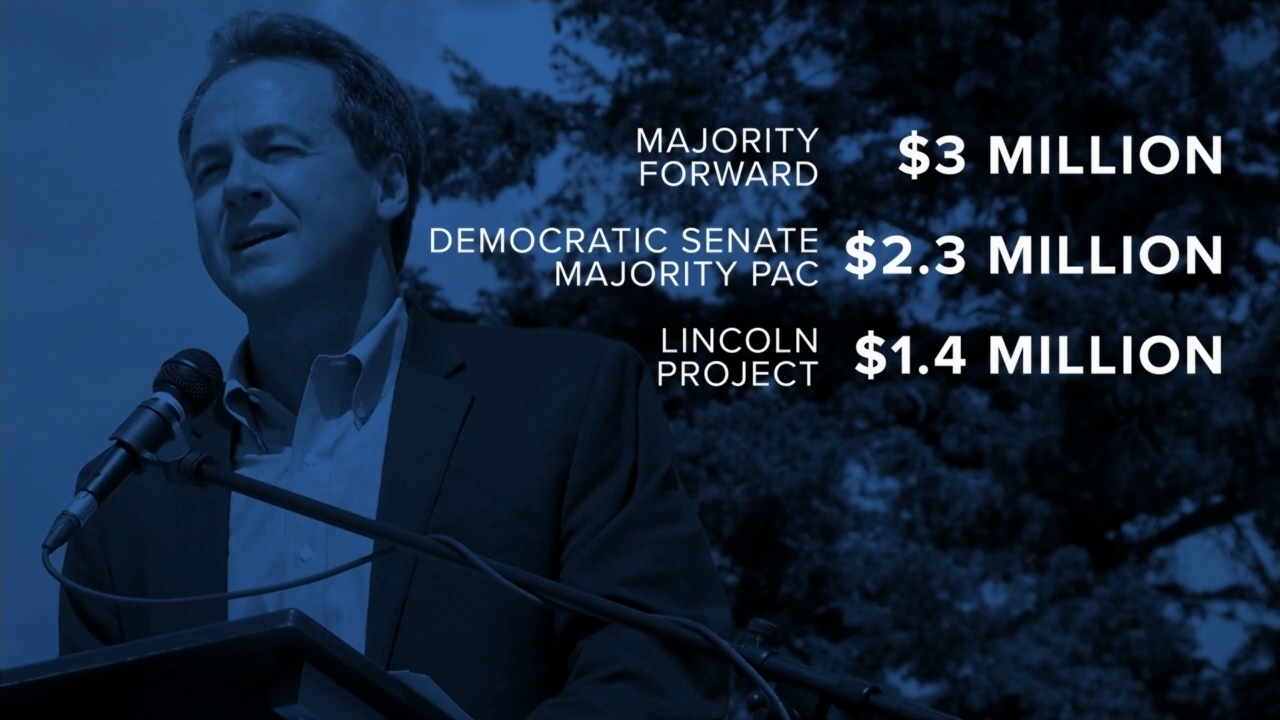 MAJORITY
FORWARD
$3 MILLION
DEMOCRATIC SENATE
MAJORITY PAC
$2.3 MILLION
LINCOLN
PROJECT
$1.4 MILLION